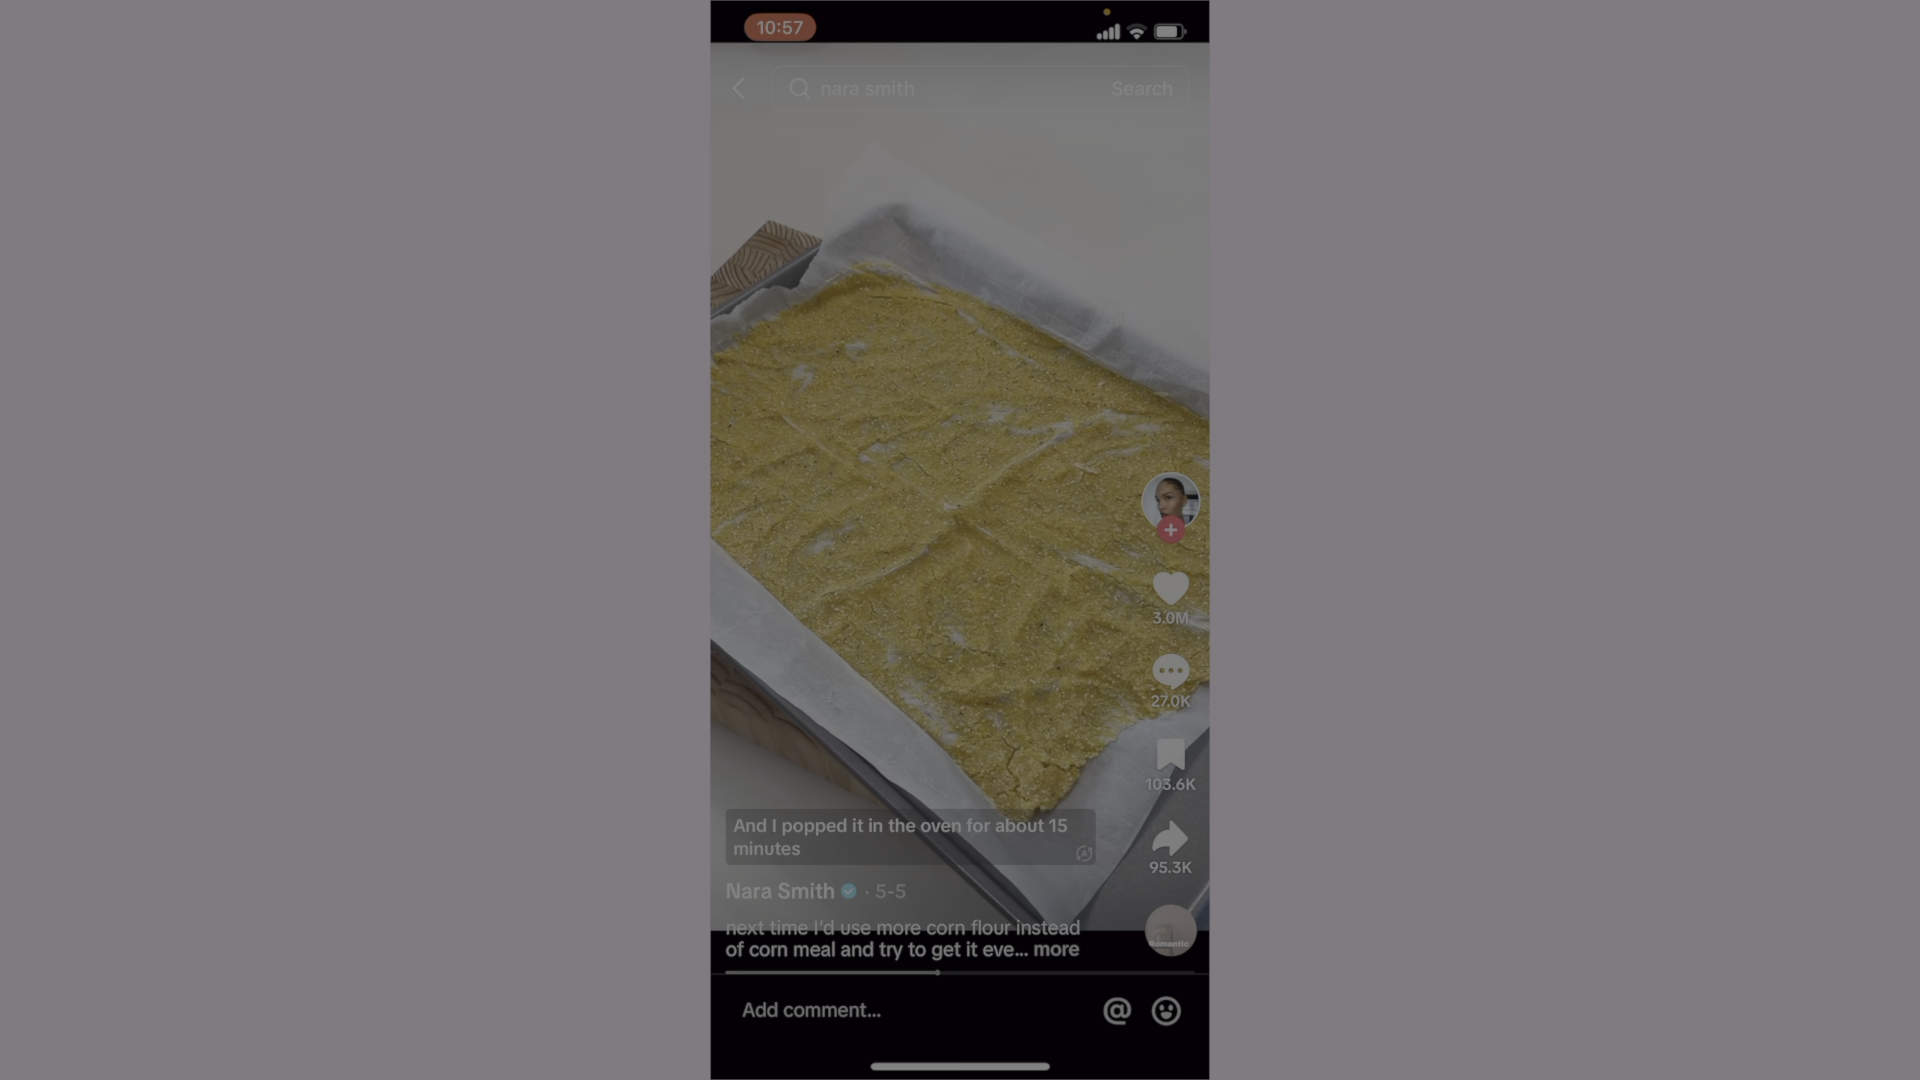 10:57
nara smith
Search
3.0M
27.0K
103.6K
And I popped it in the oven for about 15
minutes
95.3K
Nara Smith · 5-5
next time I'd use more corn flour instead
of corn meal and try to get it eve... more
Romantic
Add comment...
@